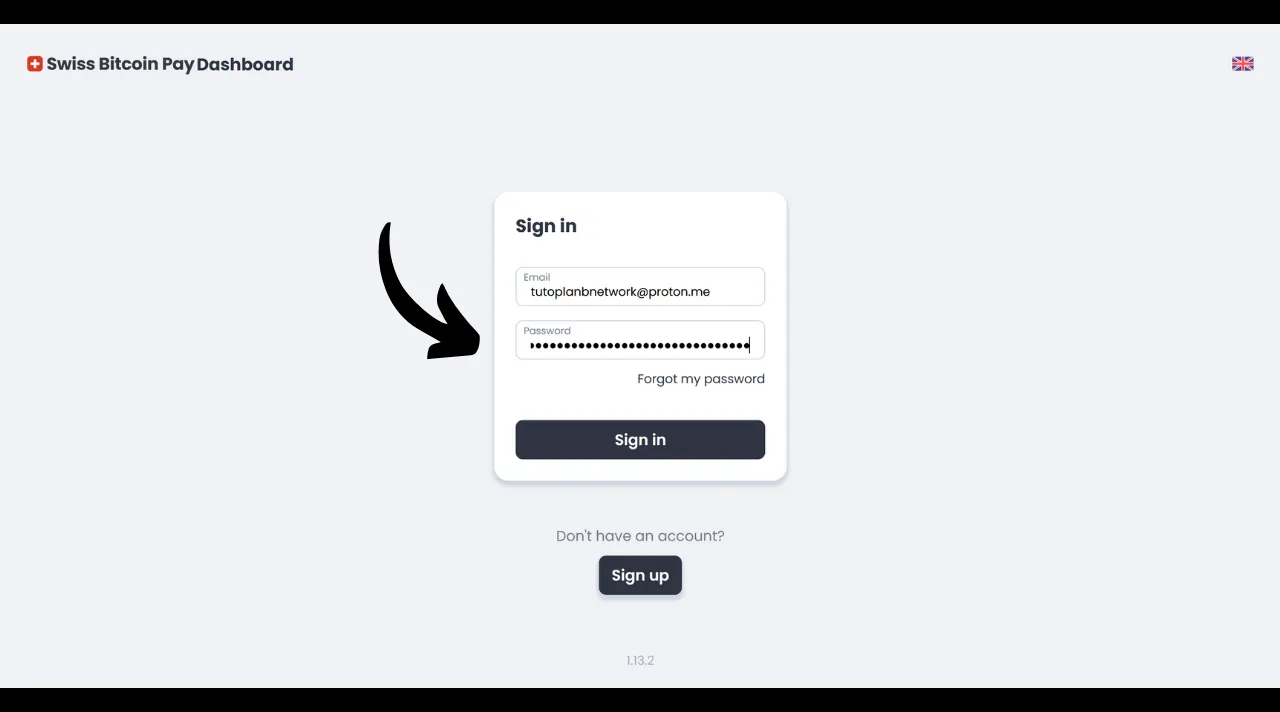 Swiss Bitcoin Pay Dashboard
Sign in
Email
tutoplanbnetwork@proton.me
Password
Forgot my password
Sign in
Don't have an account?
Sign up
1.13.2